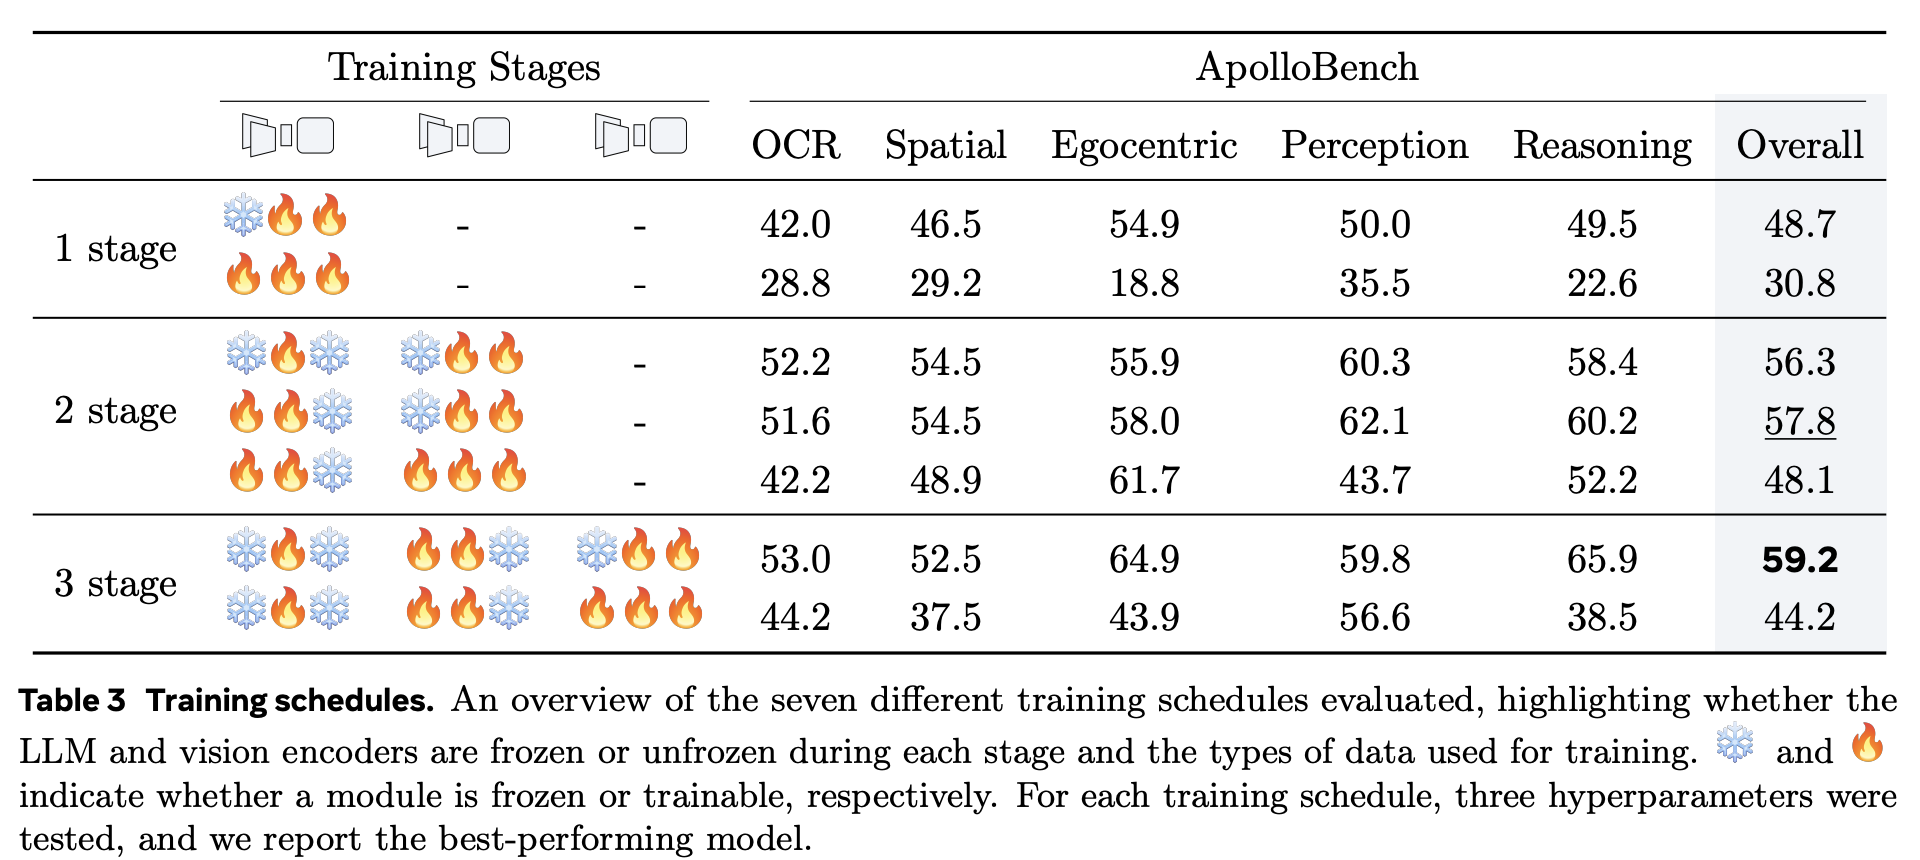 Training Stages ApolloBench
OCR Spatial Egocentric Perception Reasoning Overall
1 stage ❄️🔥🔥 - - 42.0 46.5 54.9 50.0 49.5 48.7
🔥🔥🔥 - - 28.8 29.2 18.8 35.5 22.6 30.8
2 stage ❄️🔥❄️ ❄️🔥🔥 - 52.2 54.5 55.9 60.3 58.4 56.3
🔥🔥❄️ ❄️🔥🔥 - 51.6 54.5 58.0 62.1 60.2 57.8
🔥🔥❄️ 🔥🔥🔥 - 42.2 48.9 61.7 43.7 52.2 48.1
3 stage ❄️🔥❄️ 🔥🔥❄️ ❄️🔥🔥 53.0 52.5 64.9 59.8 65.9 59.2
❄️🔥❄️ 🔥🔥❄️ 🔥🔥🔥 44.2 37.5 43.9 56.6 38.5 44.2
Table 3 Training schedules. An overview of the seven different training schedules evaluated, highlighting whether the
LLM and vision encoders are frozen or unfrozen during each stage and the types of data used for training. ❄️ and 🔥
indicate whether a module is frozen or trainable, respectively. For each training schedule, three hyperparameters were
tested, and we report the best-performing model.